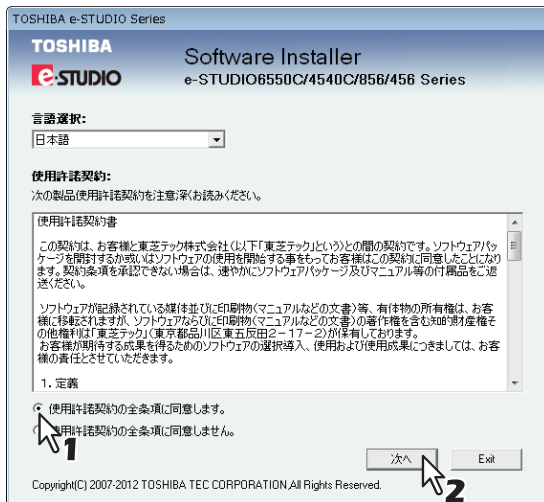 TOSHIBA e-STUDIO Series
TOSHIBA
e-STUDIO
Software Installer
e-STUDIO6550C/4540C/856/456 Series
言語選択:
日本語
使用許諾契約:
次の製品使用許諾契約を注意深くお読みください。
使用許諾契約書
この契約は、お客様と東芝テック株式会社(以下「東芝テック」という)との間の契約です。ソフトウェアパッ
ケージを開封するか或いはソフトウェアの使用を開始する事をもってお客様はこの契約に同意したことになり
ます。契約条項を承認できない場合は、速やかにソフトウェアパッケージ及びマニュアル等の付属品をご返
送ください。
ソフトウェアが記録されている媒体並びに印刷物(マニュアルなどの文書)等、有体物の所有権は、お客
様に移転されますが、ソフトウェアならびに印刷物(マニュアルなどの文書)の著作権を含む知的財産権そ
の他権利は「東芝テック」(東京都品川区東五反田2-17-2)が保有しております。
お客様が期待する成果を得るためのソフトウェアの選択導入、使用および使用成果につきましては、お客
様の責任とさせていただきます。
1. 定義
使用許諾契約の全条項に同意します。
使用許諾契約の全条項に同意しません。
1
次へ
Exit
2
Copyright(C) 2007-2012 TOSHIBA TEC CORPORATION,All Rights Reserved.